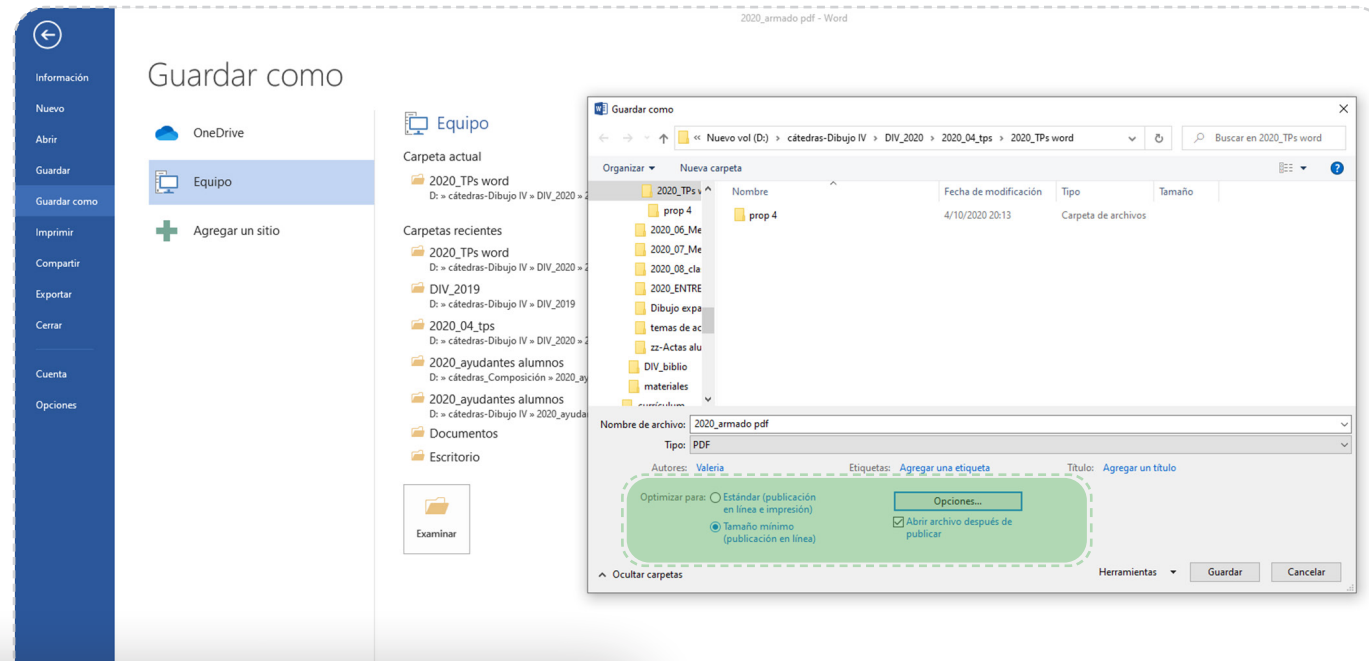 2020_armado pdf - Word
Información
Nuevo
Abrir
Guardar
Guardar como
Imprimir
Compartir
Exportar
Cerrar
Cuenta
Opciones
Guardar como
OneDrive
Equipo
Agregar un sitio
Equipo
Carpeta actual
2020_TPs word
D: » cátedras-Dibujo IV » DIV_2020 » 2
Carpetas recientes
2020_TPs word
D: » cátedras-Dibujo IV » DIV_2020 » 2
DIV_2019
D: » cátedras-Dibujo IV » DIV_2019
2020_04_tps
D: » cátedras-Dibujo IV » DIV_2020 » 2
2020_ayudantes alumnos
D: » cátedras_Composición » 2020_ay
2020_ayudantes alumnos
D: » cátedras-Dibujo IV » 2020_ayuda
Documentos
Escritorio
Examinar
Guardar como
« Nuevo vol (D:) › cátedras-Dibujo IV › DIV_2020 › 2020_04_tps › 2020_TPs word
Buscar en 2020_TPs word
Organizar Nueva carpeta
2020_TPs
prop 4
2020_06_Me
2020_07_Me
2020_08_cla
2020_ENTRE
Dibujo expa
temas de ac
zz-Actas alu
DIV_biblio
materiales
currículum
Nombre Fecha de modificación Tipo Tamaño
prop 4 4/10/2020 20:13 Carpeta de archivos
Nombre de archivo: 2020_armado pdf
Tipo: PDF
Autores: Valeria Etiquetas: Agregar una etiqueta Título: Agregar un título
Optimizar para: Estándar (publicación
en línea e impresión)
Tamaño mínimo
(publicación en línea)
Opciones...
Abrir archivo después de
publicar
Ocultar carpetas
Herramientas Guardar Cancelar